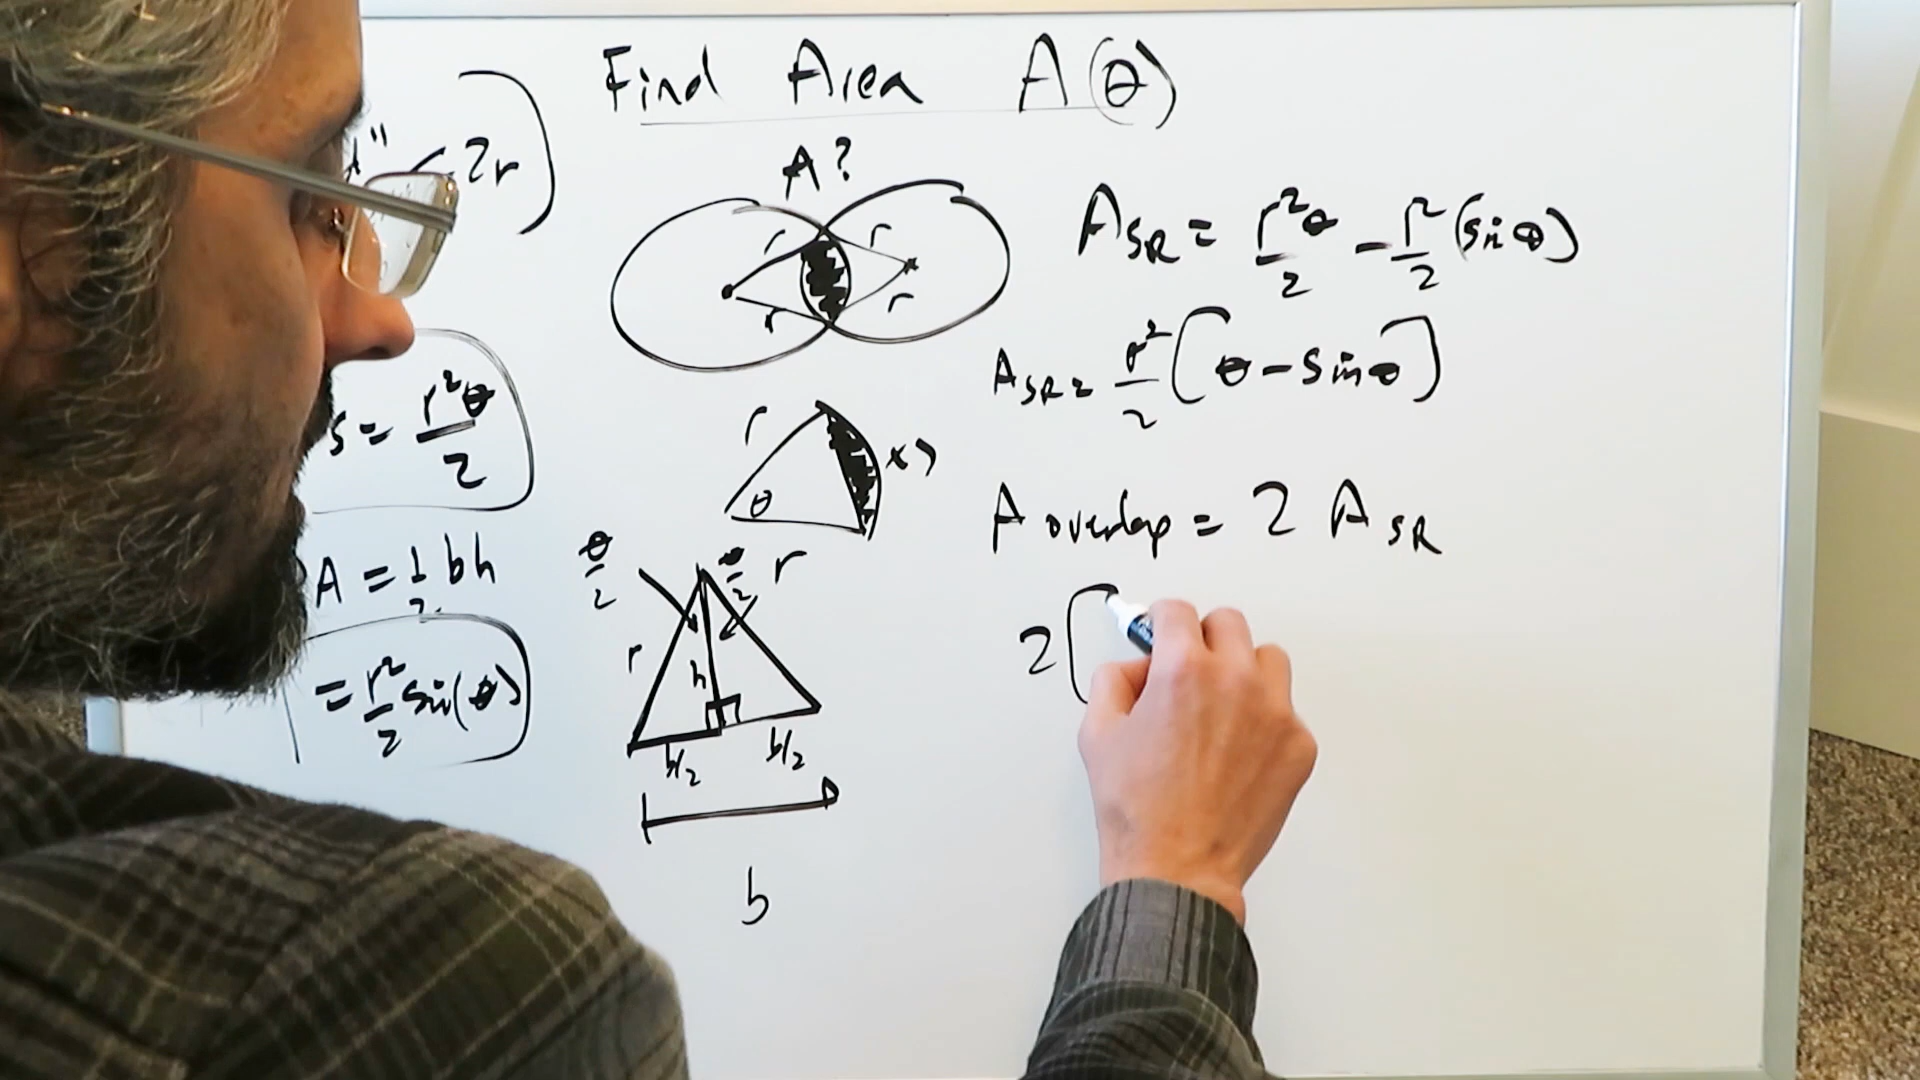 Find Area A(θ)
2r
A?
r
r
r
r
A_SR = r²θ/2 - r²/2 (sin θ)
A_SR = r²/2 (θ - sin θ)
s = r²θ/2
r
θ
A overlap = 2 A_SR
A = 1/2 bh
θ/2
θ/2
r
r
h
2(
= r²/2 sin(θ)
b/2
b/2
b